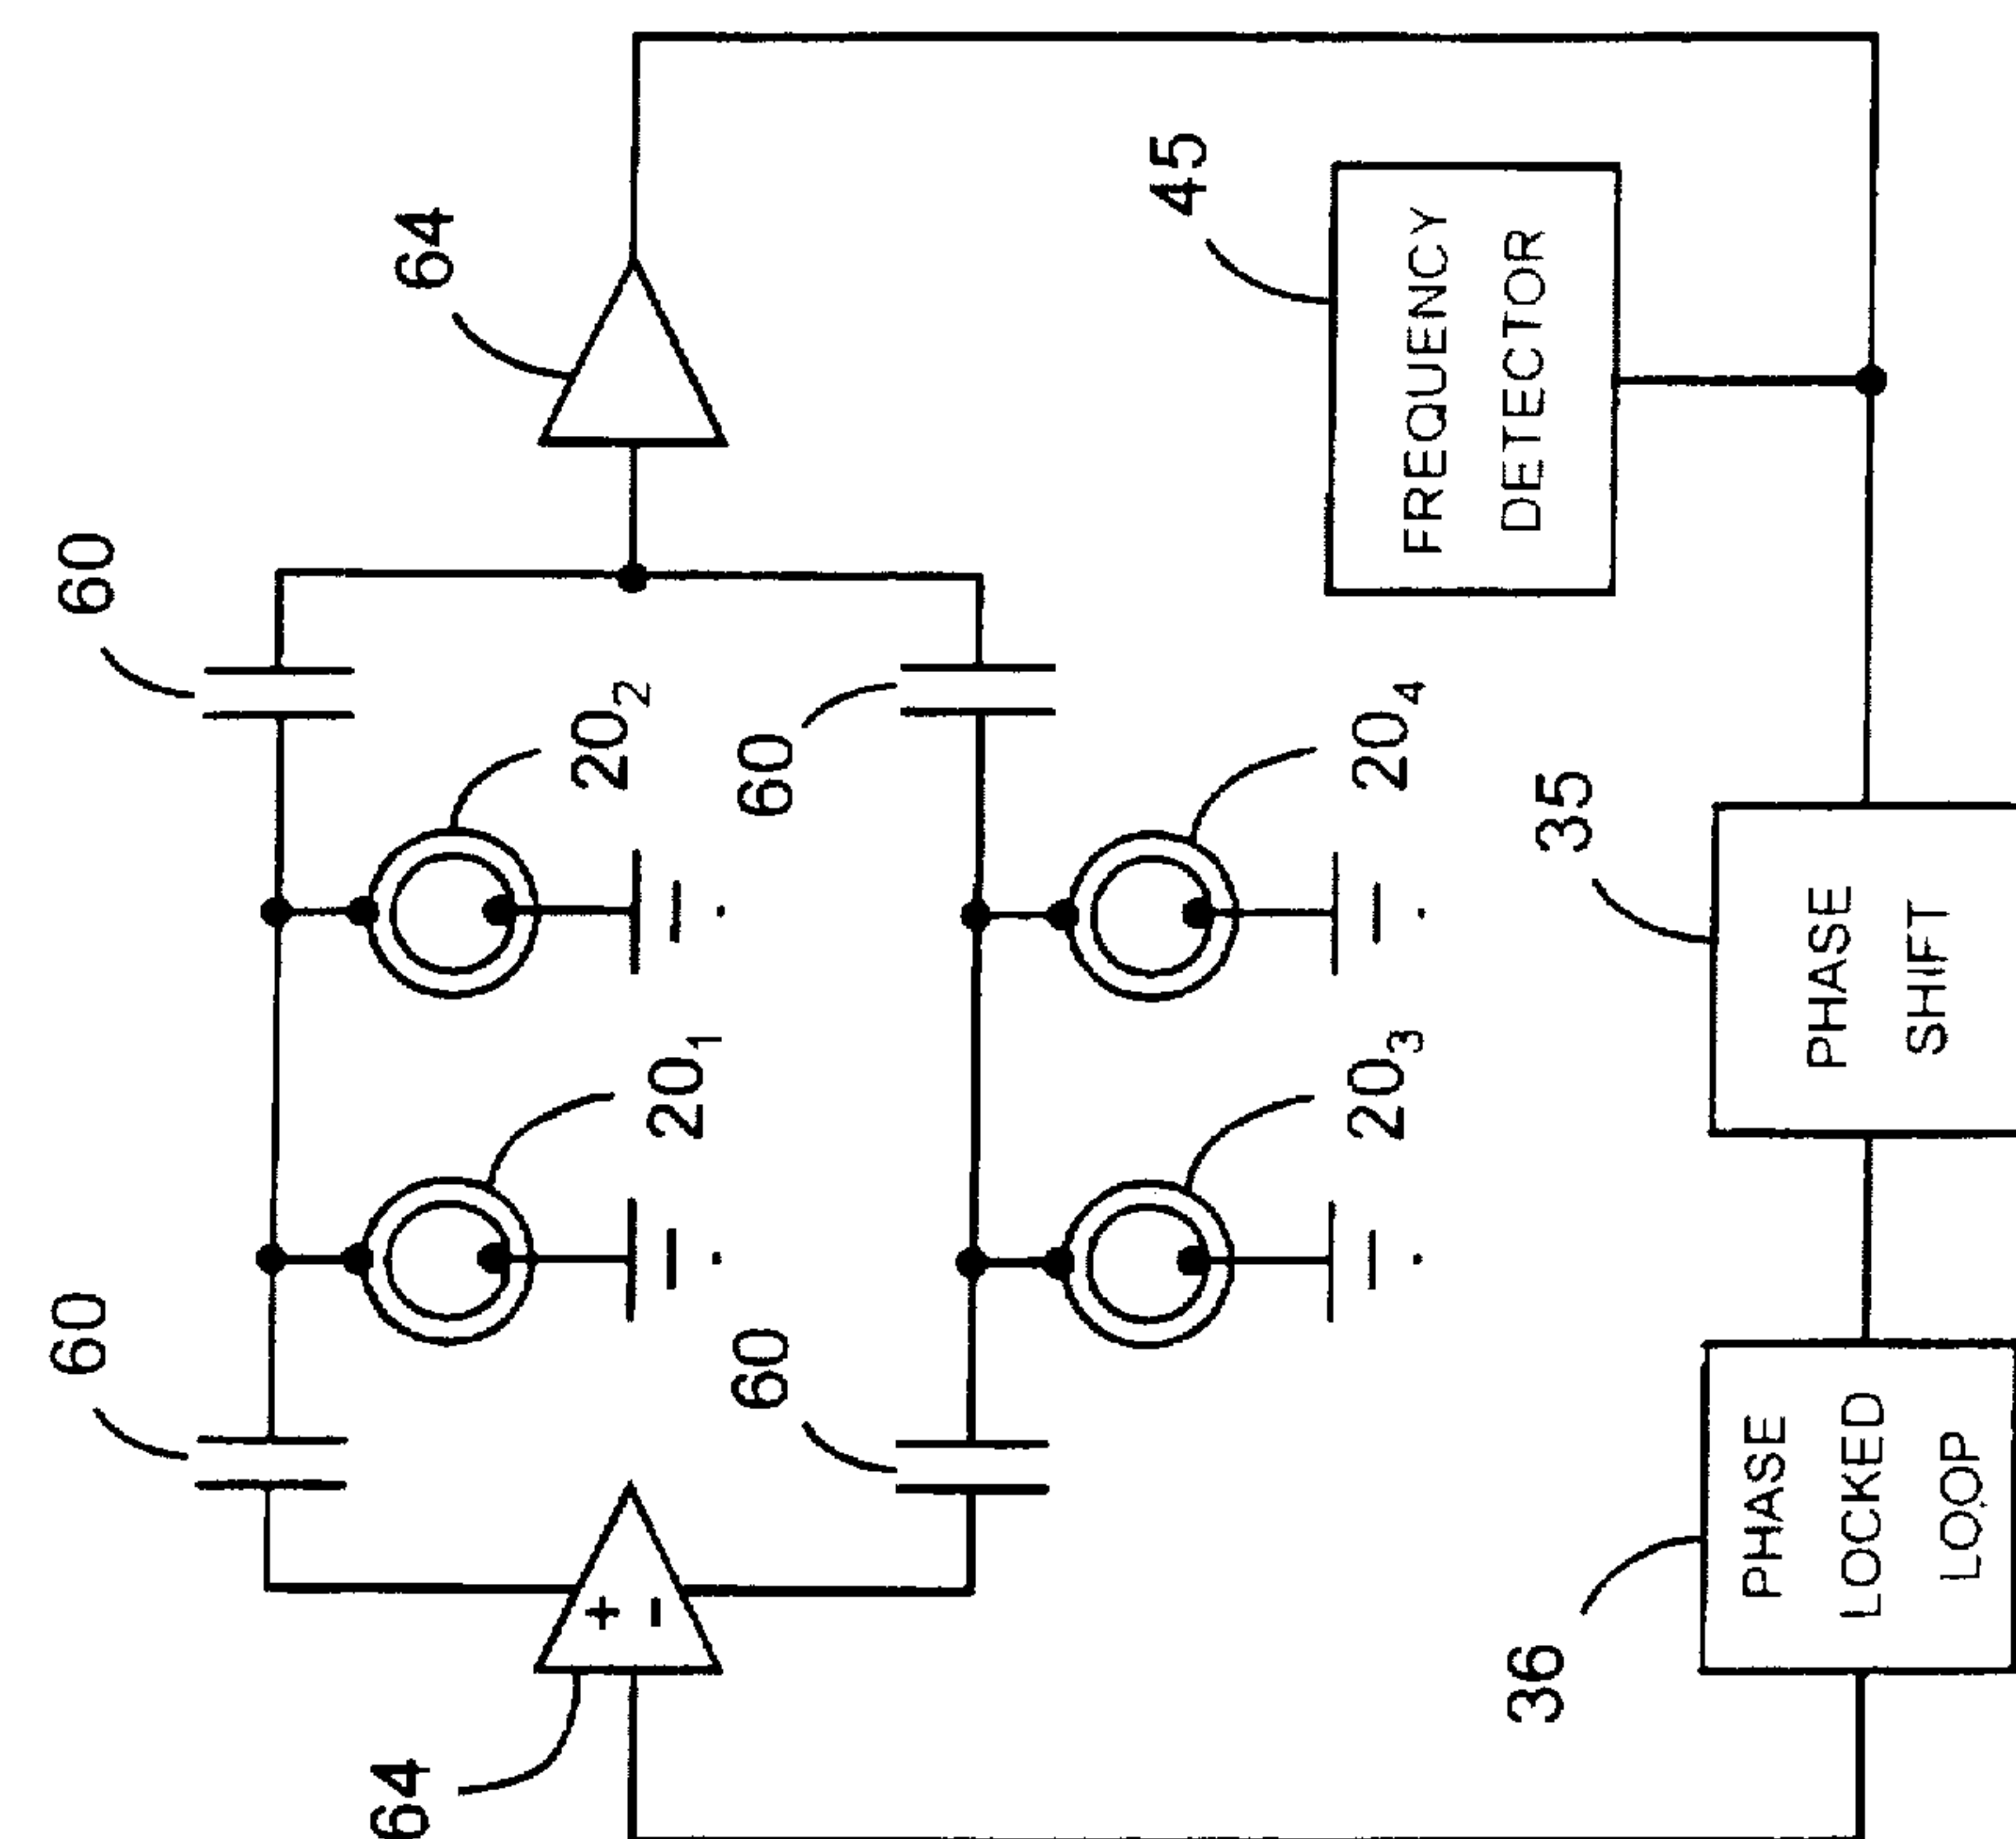 60
60
64
64
20₂
+
-
20₁
60
60
45
20₃
20₄
FREQUENCY
DETECTOR
36
35
PHASE
LOCKED
LOOP
PHASE
SHIFT